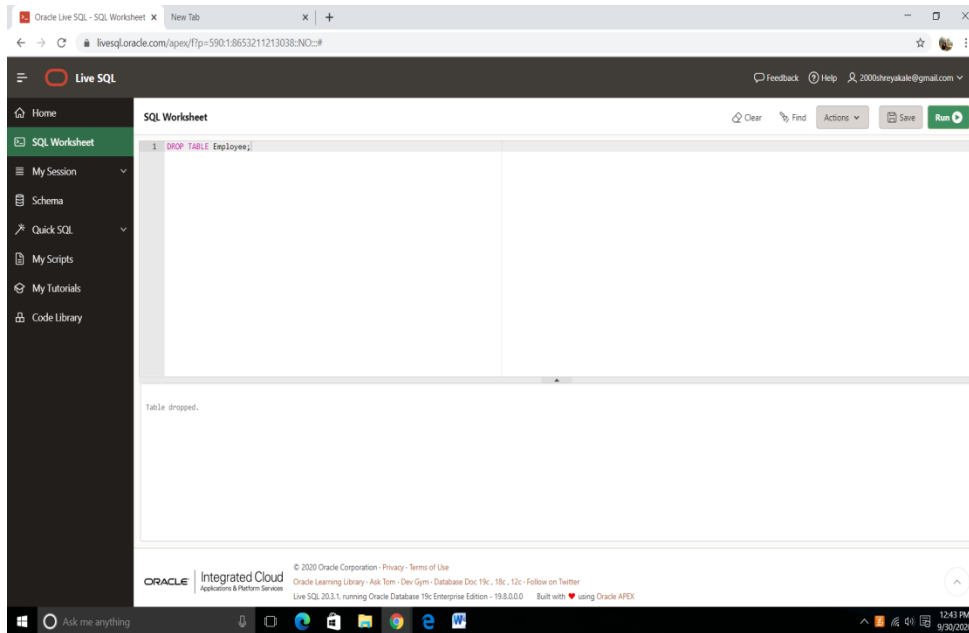 Oracle Live SQL - SQL Worksheet
New Tab
livesql.oracle.com/apex/f?p=590:1:8653211213038::NO:::#
Live SQL
Feedback
Help
2000shreyakale@gmail.com
Home
SQL Worksheet
My Session
Schema
Quick SQL
My Scripts
My Tutorials
Code Library
SQL Worksheet
Clear
Find
Actions
Save
Run
1 DROP TABLE Employee;
Table dropped.
ORACLE
Integrated Cloud
Applications & Platform Services
© 2020 Oracle Corporation · Privacy · Terms of Use
Oracle Learning Library · Ask Tom · Dev Gym · Database Doc 19c, 18c, 12c · Follow on Twitter
Live SQL 20.3.1, running Oracle Database 19c Enterprise Edition - 19.8.0.0.0 Built with ♥ using Oracle APEX
Ask me anything
12:43 PM